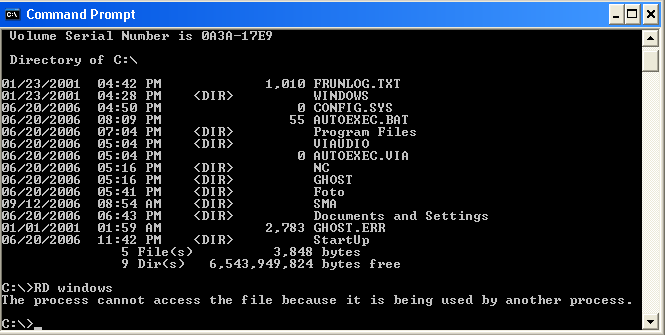 Command Prompt
Volume Serial Number is 0A3A-17E9
Directory of C:\
01/23/2001 04:42 PM 1,010 FRUNLOG.TXT
01/23/2001 04:28 PM <DIR> WINDOWS
06/20/2006 04:50 PM 0 CONFIG.SYS
06/20/2006 08:09 PM 55 AUTOEXEC.BAT
06/20/2006 07:04 PM <DIR> Program Files
06/20/2006 05:04 PM <DIR> VIAUDIO
06/20/2006 05:04 PM 0 AUTOEXEC.VIA
06/20/2006 05:16 PM <DIR> NC
06/20/2006 05:16 PM <DIR> GHOST
06/20/2006 05:41 PM <DIR> Foto
09/12/2006 08:54 AM <DIR> SMA
06/20/2006 06:43 PM <DIR> Documents and Settings
01/01/2001 01:59 AM 2,783 GHOST.ERR
06/20/2006 11:42 PM <DIR> StartUp
5 File(s) 3,848 bytes
9 Dir(s) 6,543,949,824 bytes free
C:\>RD windows
The process cannot access the file because it is being used by another process.
C:\>_